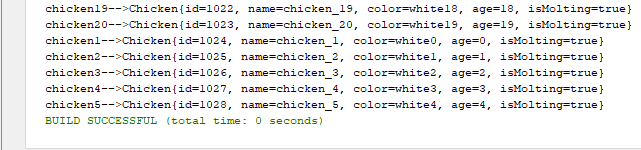 chicken19-->Chicken{id=1022, name=chicken_19, color=white18, age=18, isMolting=true}
chicken20-->Chicken{id=1023, name=chicken_20, color=white19, age=19, isMolting=true}
chicken1-->Chicken{id=1024, name=chicken_1, color=white0, age=0, isMolting=true}
chicken2-->Chicken{id=1025, name=chicken_2, color=white1, age=1, isMolting=true}
chicken3-->Chicken{id=1026, name=chicken_3, color=white2, age=2, isMolting=true}
chicken4-->Chicken{id=1027, name=chicken_4, color=white3, age=3, isMolting=true}
chicken5-->Chicken{id=1028, name=chicken_5, color=white4, age=4, isMolting=true}
BUILD SUCCESSFUL (total time: 0 seconds)